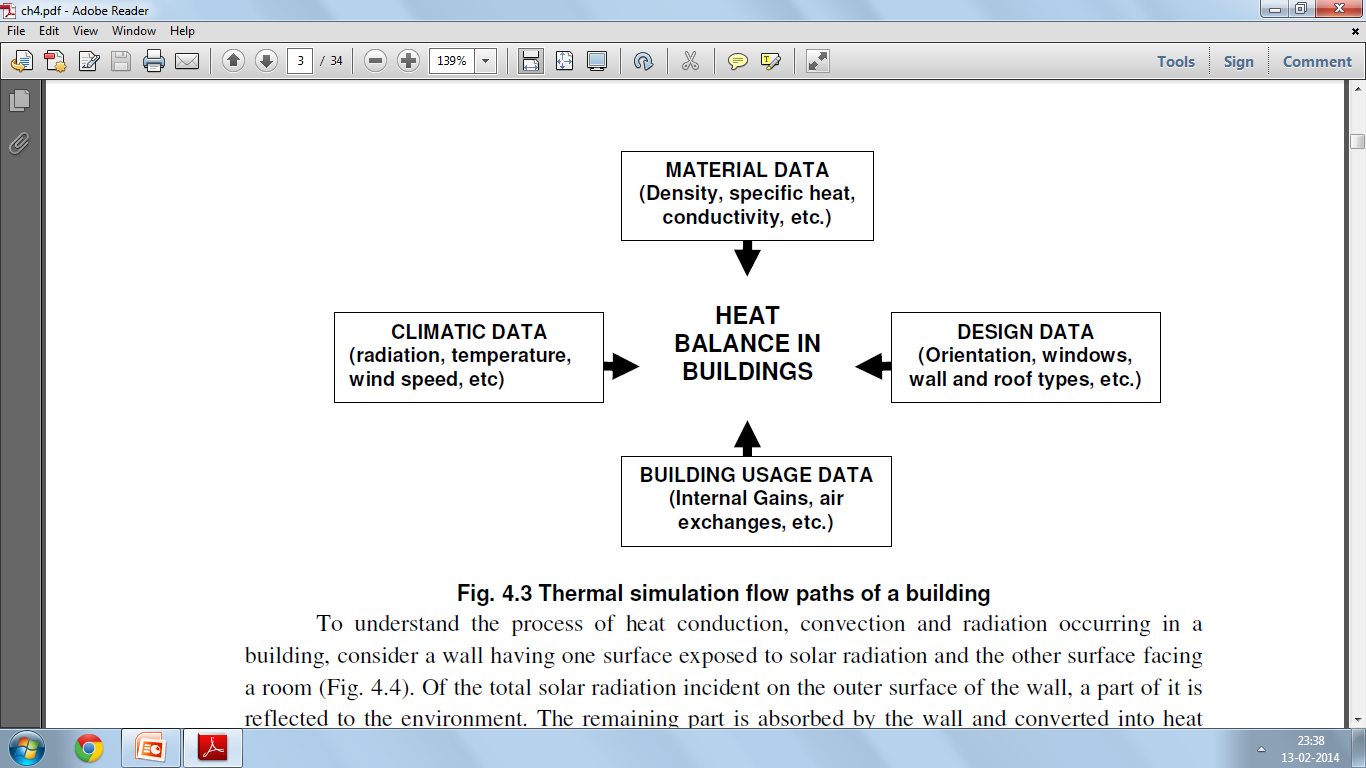 ch4.pdf - Adobe Reader
File Edit View Window Help
3 / 34 139% Tools Sign Comment
MATERIAL DATA
(Density, specific heat,
conductivity, etc.)
CLIMATIC DATA
(radiation, temperature,
wind speed, etc)
HEAT
BALANCE IN
BUILDINGS
DESIGN DATA
(Orientation, windows,
wall and roof types, etc.)
BUILDING USAGE DATA
(Internal Gains, air
exchanges, etc.)
Fig. 4.3 Thermal simulation flow paths of a building
To understand the process of heat conduction, convection and radiation occurring in a
building, consider a wall having one surface exposed to solar radiation and the other surface facing
a room (Fig. 4.4). Of the total solar radiation incident on the outer surface of the wall, a part of it is
reflected to the environment. The remaining part is absorbed by the wall and converted into heat
23:38
13-02-2014